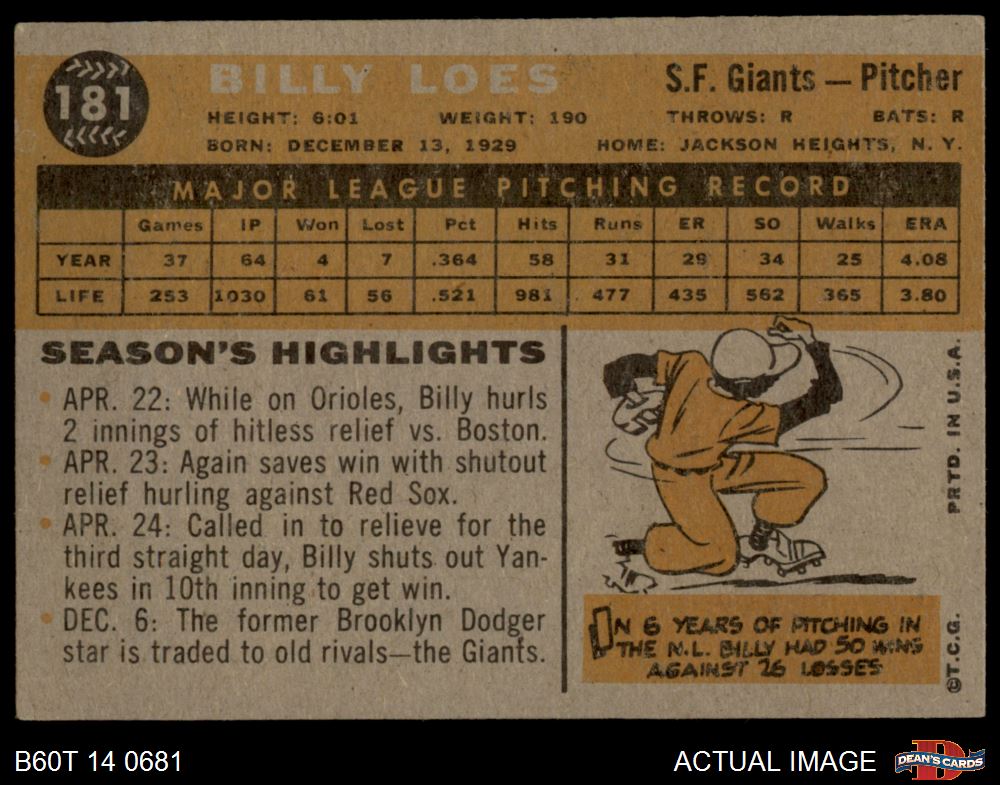 181
BILLY LOES
S.F. Giants — Pitcher
HEIGHT: 6:01 WEIGHT: 190 THROWS: R BATS: R
BORN: DECEMBER 13, 1929 HOME: JACKSON HEIGHTS, N. Y.
MAJOR LEAGUE PITCHING RECORD
Games IP Won Lost Pct Hits Runs ER SO Walks ERA
YEAR 37 64 4 7 .364 58 31 29 34 25 4.08
LIFE 253 1030 61 56 .521 981 477 435 562 365 3.80
SEASON'S HIGHLIGHTS
• APR. 22: While on Orioles, Billy hurls
2 innings of hitless relief vs. Boston.
• APR. 23: Again saves win with shutout
relief hurling against Red Sox.
• APR. 24: Called in to relieve for the
third straight day, Billy shuts out Yan-
kees in 10th inning to get win.
• DEC. 6: The former Brooklyn Dodger
star is traded to old rivals—the Giants.
IN 6 YEARS OF PITCHING IN
THE N.L. BILLY HAD 50 WINS
AGAINST 26 LOSSES
©T.C.G. PRTD. IN U.S.A.
B60T 14 0681
ACTUAL IMAGE
DEAN'S CARDS